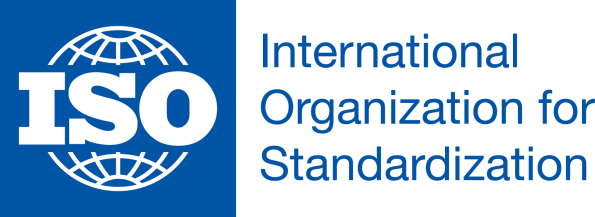 ISO
International
Organization for
Standardization